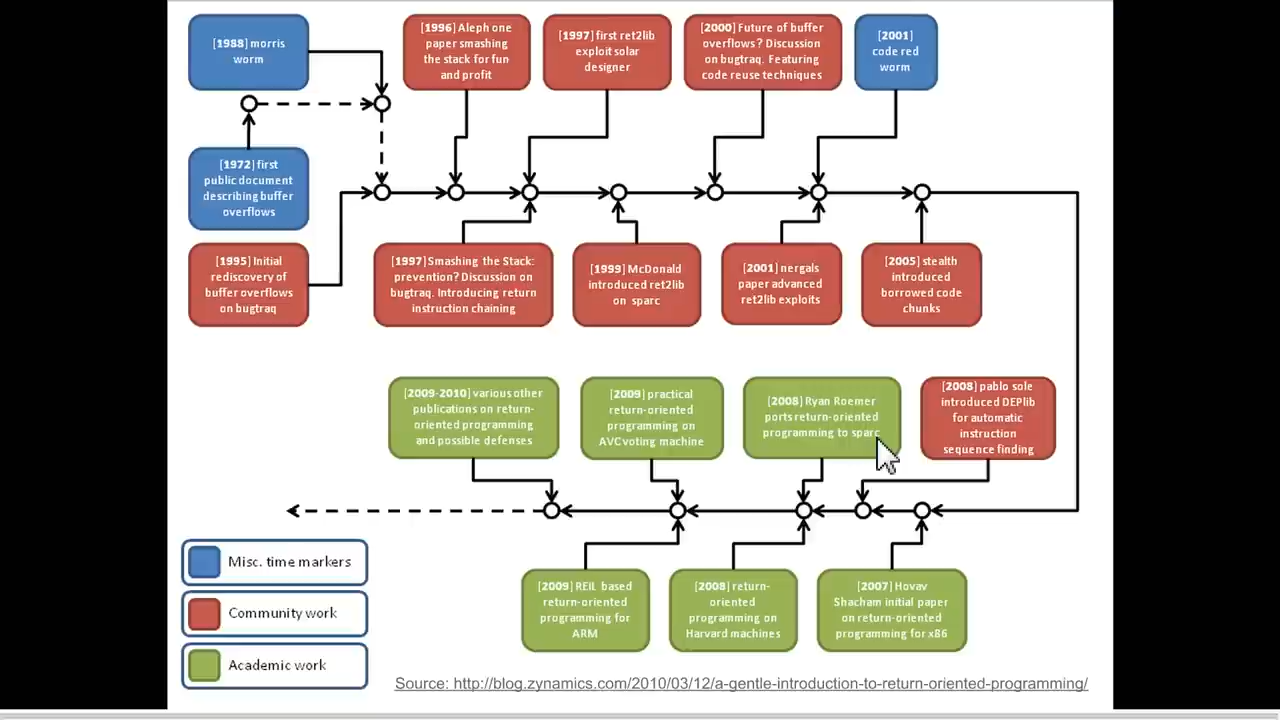 [1988] morris
worm
[1996] Aleph one
paper smashing
the stack for fun
and profit
[1997] first ret2lib
exploit solar
designer
[2000] Future of buffer
overflows? Discussion
on bugtraq. Featuring
code reuse techniques
[2001]
code red
worm
[1972] first
public document
describing buffer
overflows
[1995] Initial
rediscovery of
buffer overflows
on bugtraq
[1997] Smashing the Stack:
prevention? Discussion on
bugtraq. Introducing return
instruction chaining
[1999] McDonald
introduced ret2lib
on sparc
[2001] nergals
paper advanced
ret2lib exploits
[2005] stealth
introduced
borrowed code
chunks
[2009-2010] various other
publications on return-
oriented programming
and possible defenses
[2009] practical
return-oriented
programming on
AVC voting machine
[2008] Ryan Roemer
ports return-oriented
programming to sparc
[2008] pablo sole
introduced DEPlib
for automatic
instruction
sequence finding
[2009] REIL based
return-oriented
programming for
ARM
[2008] return-
oriented
programming on
Harvard machines
[2007] Hovav
Shacham initial paper
on return-oriented
programming for x86
Misc. time markers
Community work
Academic work
Source: http://blog.zynamics.com/2010/03/12/a-gentle-introduction-to-return-oriented-programming/